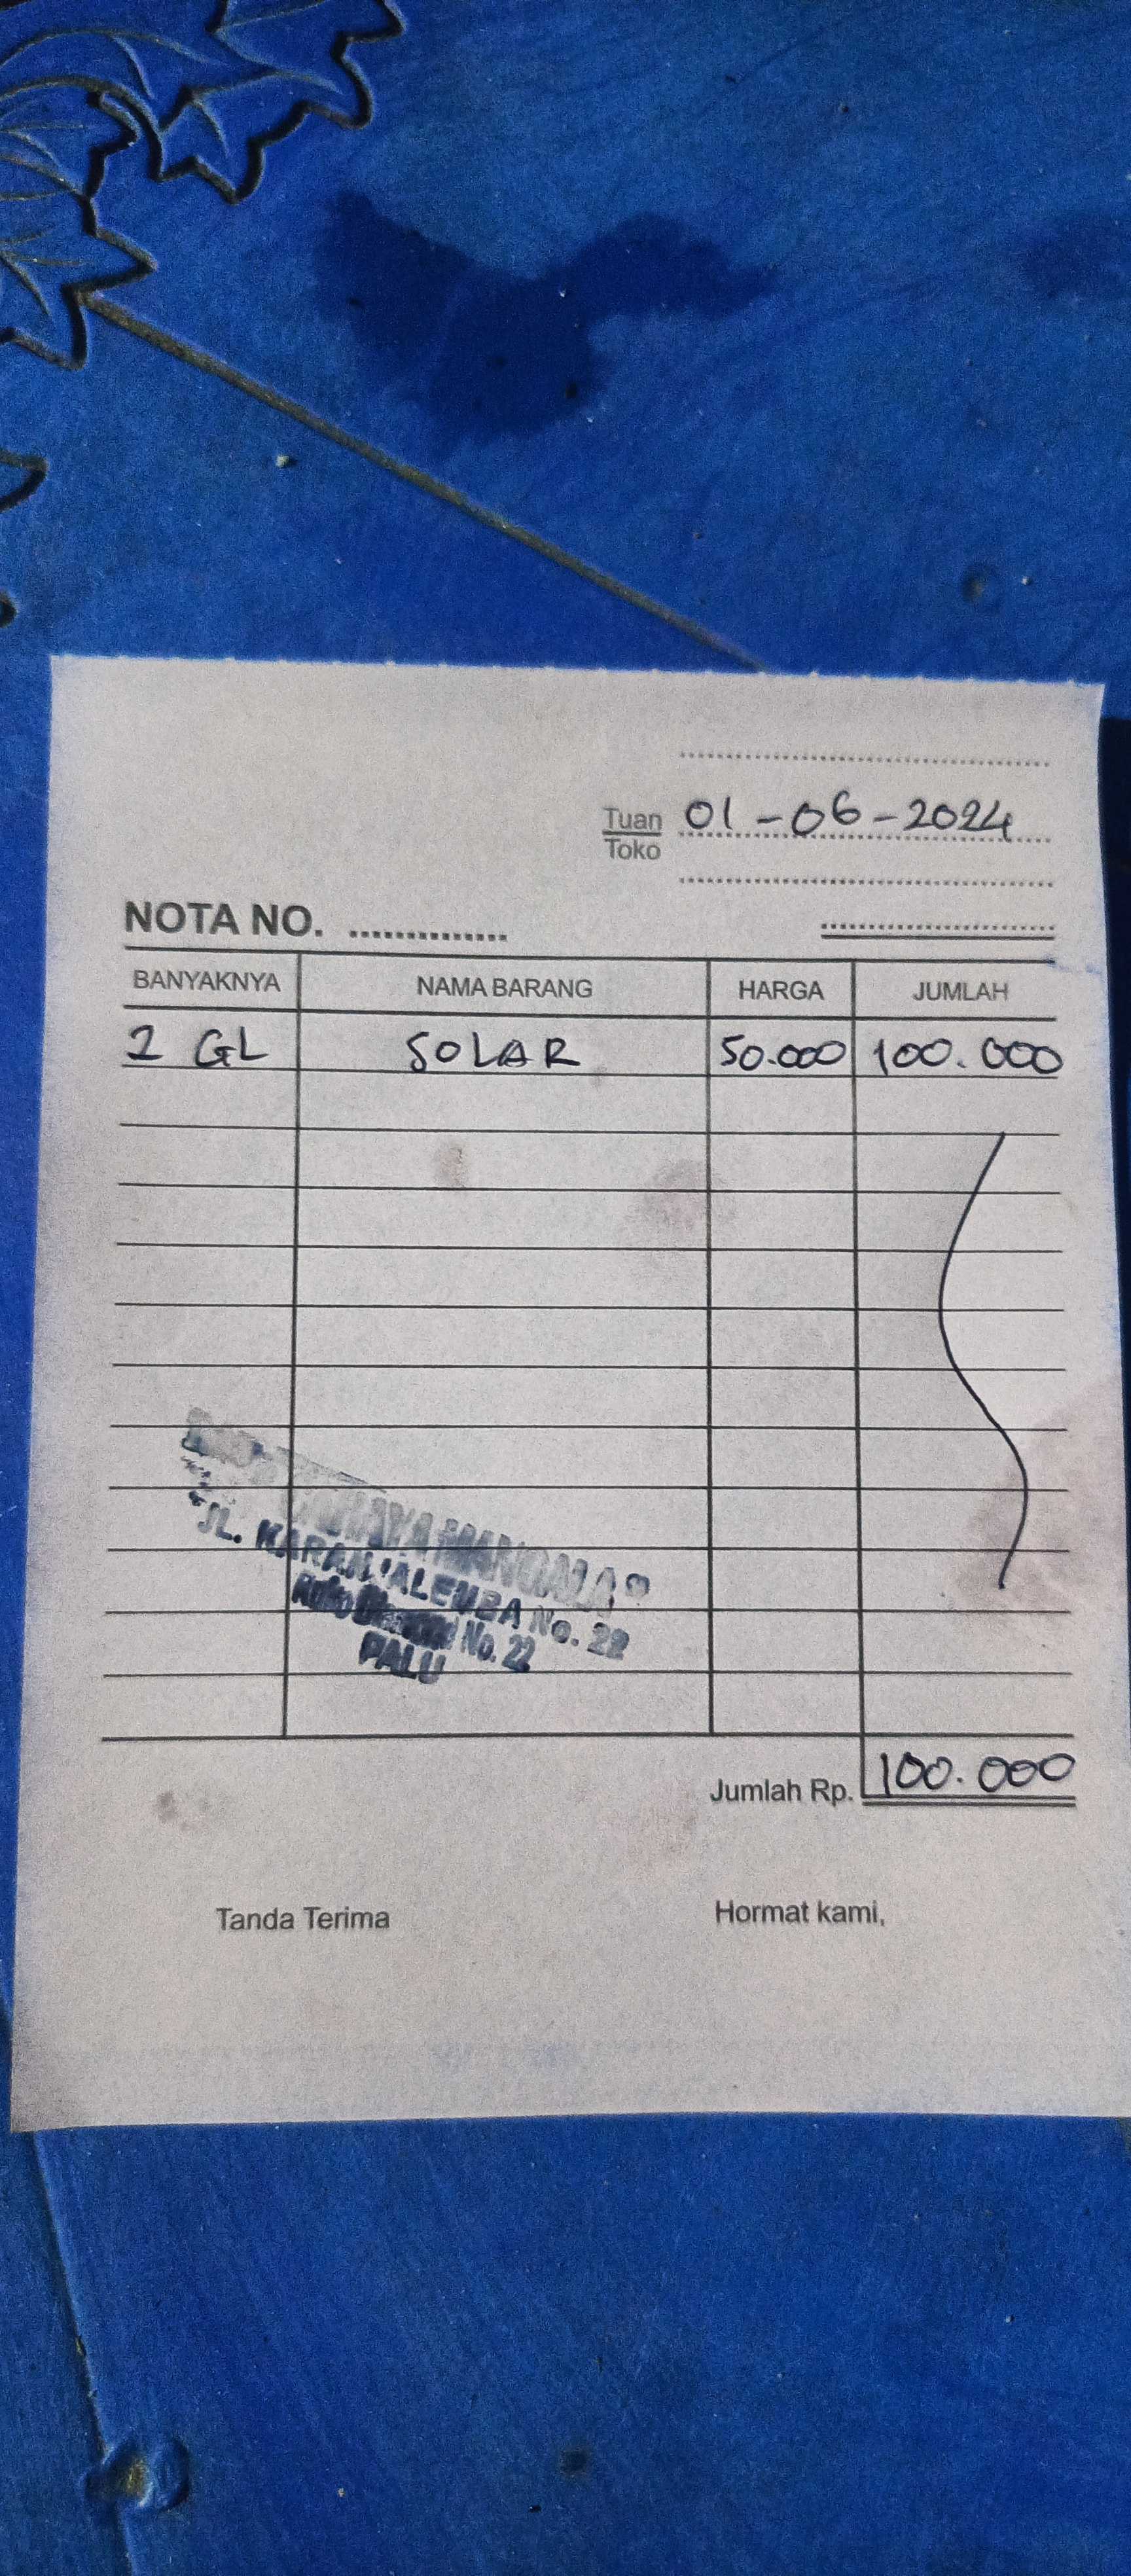 Tuan 01-06-2024
Toko
NOTA NO. ..............
BANYAKNYA NAMA BARANG HARGA JUMLAH
2 GL SOLAR 50.000 100.000
JL. No. 22
Ruko No. 22
PALU
Jumlah Rp. 100.000
Tanda Terima Hormat kami,